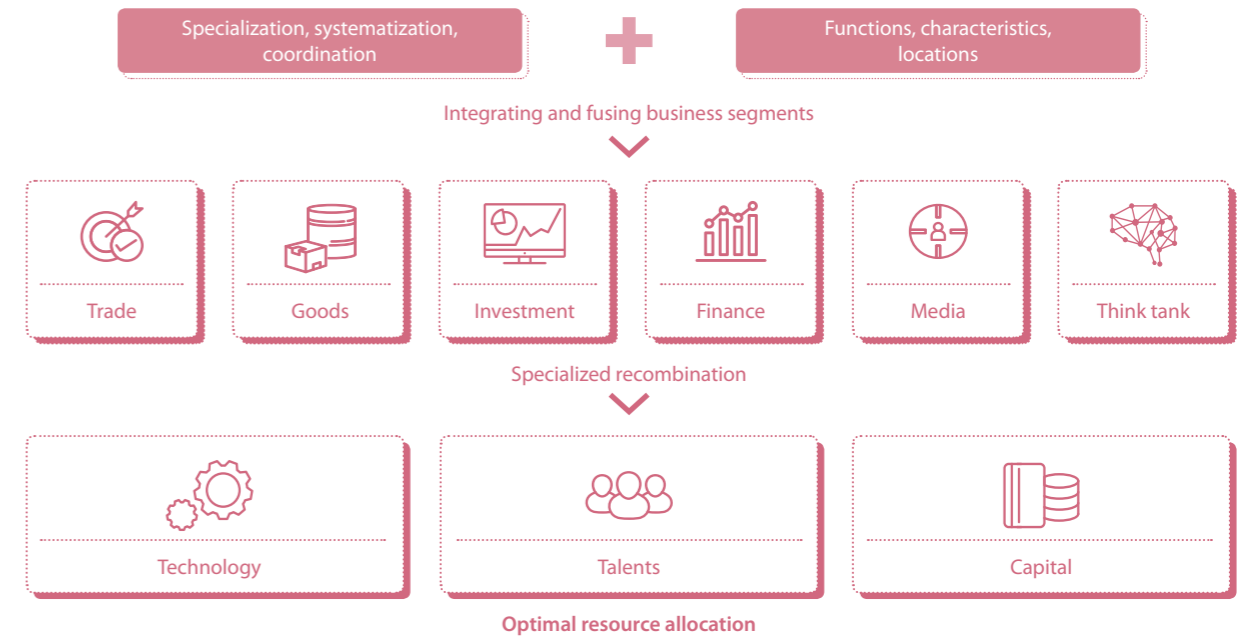 Specialization, systematization,
coordination
Functions, characteristics,
locations
Integrating and fusing business segments
Trade
Goods
Investment
Finance
Media
Think tank
Specialized recombination
Technology
Talents
Capital
Optimal resource allocation